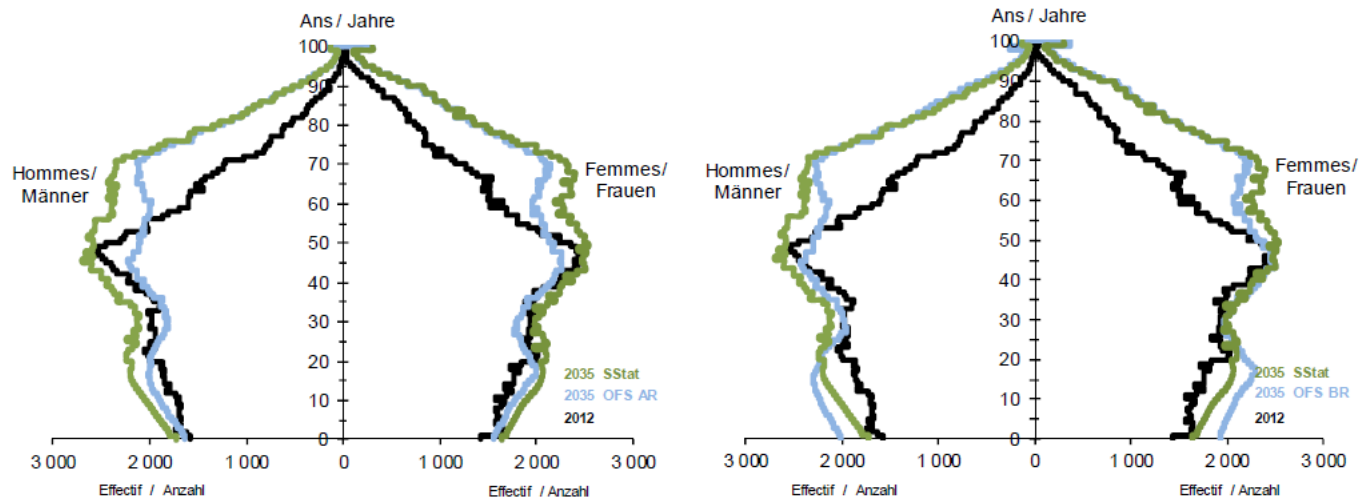 Ans / Jahre
100
90
80
70
60
50
40
30
20
10
0
Hommes/
Männer
Femmes/
Frauen
2035 SStat
2035 OFS AR
2012
3 000 2 000 1 000 0 1 000 2 000 3 000
Effectif / Anzahl Effectif / Anzahl
Ans / Jahre
100
90
80
70
60
50
40
30
20
10
0
Hommes/
Männer
Femmes/
Frauen
2035 SStat
2035 OFS BR
2012
3 000 2 000 1 000 0 1 000 2 000 3 000
Effectif / Anzahl Effectif / Anzahl